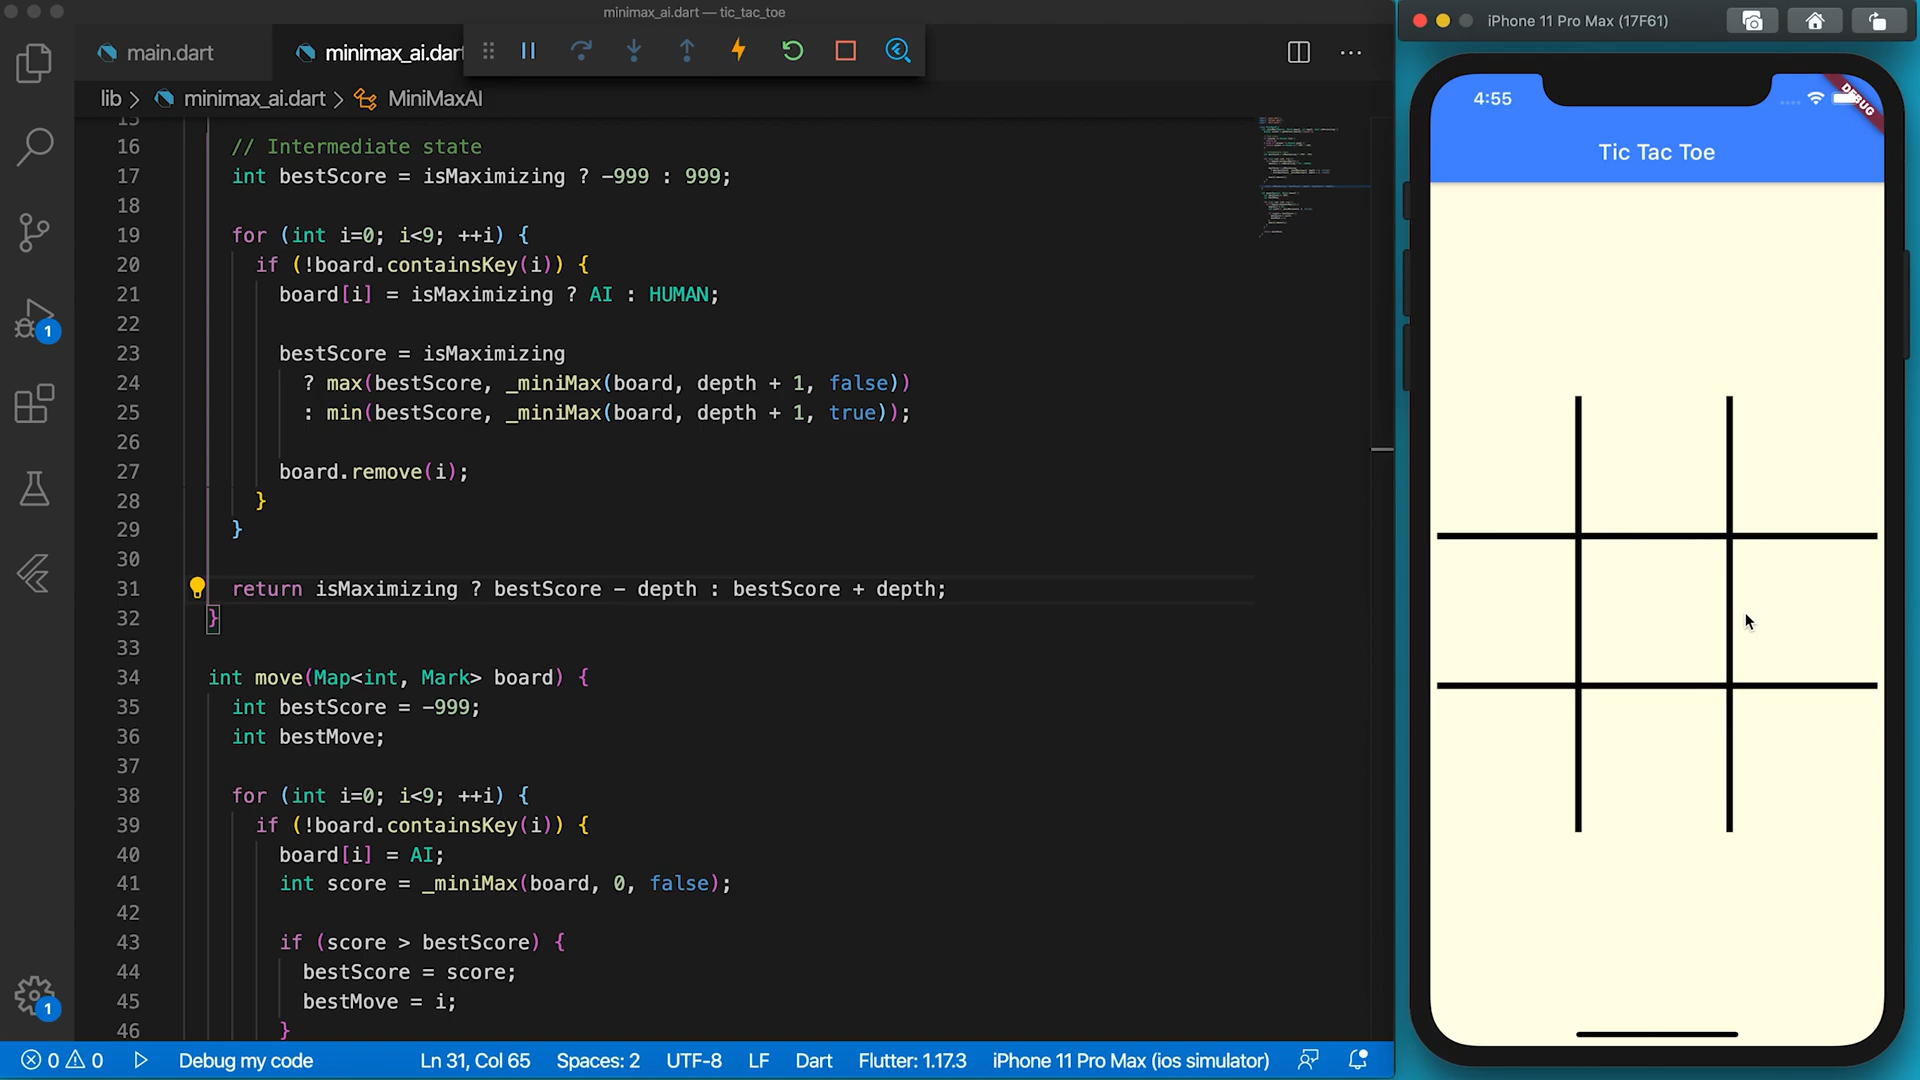 minimax_ai.dart — tic_tac_toe
main.dart
minimax_ai.dart
lib > minimax_ai.dart > MiniMaxAI
15
16 // Intermediate state
17 int bestScore = isMaximizing ? -999 : 999;
18
19 for (int i=0; i<9; ++i) {
20 if (!board.containsKey(i)) {
21 board[i] = isMaximizing ? AI : HUMAN;
22
23 bestScore = isMaximizing
24 ? max(bestScore, _miniMax(board, depth + 1, false))
25 : min(bestScore, _miniMax(board, depth + 1, true));
26
27 board.remove(i);
28 }
29 }
30
31 return isMaximizing ? bestScore - depth : bestScore + depth;
32 }
33
34 int move(Map<int, Mark> board) {
35 int bestScore = -999;
36 int bestMove;
37
38 for (int i=0; i<9; ++i) {
39 if (!board.containsKey(i)) {
40 board[i] = AI;
41 int score = _miniMax(board, 0, false);
42
43 if (score > bestScore) {
44 bestScore = score;
45 bestMove = i;
46 }
1
1
0 0 Debug my code Ln 31, Col 65 Spaces: 2 UTF-8 LF Dart Flutter: 1.17.3 iPhone 11 Pro Max (ios simulator)
iPhone 11 Pro Max (17F61)
4:55
DEBUG
Tic Tac Toe